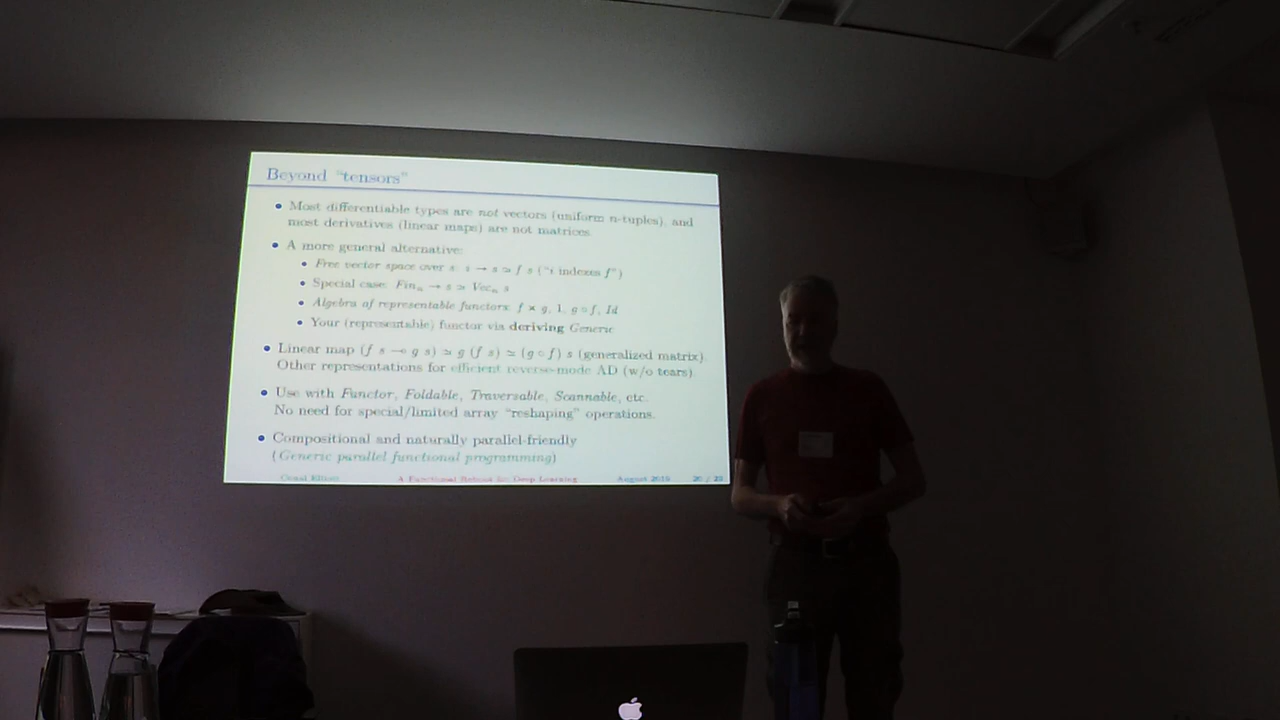 Beyond “tensors”
• Most differentiable types are not vectors (uniform n-tuples), and
most derivatives (linear maps) are not matrices.
• A more general alternative:
• Free vector space over s: i → s ≃ f s (“i indexes f”)
• Special case: Finₙ → s ≃ Vecₙ s
• Algebra of representable functors: f × g, 1, g ∘ f, Id
• Your (representable) functor via deriving Generic
• Linear map (f s ⊸ g s) ≃ g (f s) ≃ (g ∘ f) s (generalized matrix).
Other representations for efficient reverse-mode AD (w/o tears).
• Use with Functor, Foldable, Traversable, Scannable, etc.
No need for special/limited array “reshaping” operations.
• Compositional and naturally parallel-friendly
(Generic parallel functional programming)
Conal Elliott A Functional Reboot for Deep Learning August 2019